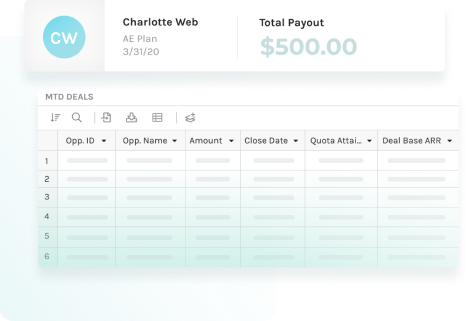 CW
Charlotte Web
AE Plan
3/31/20
Total Payout
$500.00
MTD DEALS
Opp. ID Opp. Name Amount Close Date Quota Attai... Deal Base ARR
1
2
3
4
5
6